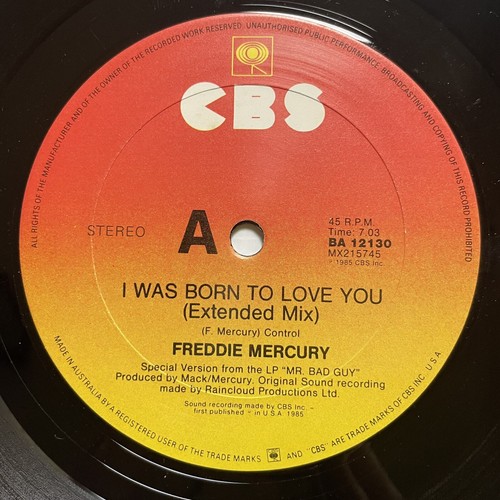 ALL RIGHTS OF THE MANUFACTURER AND OF THE OWNER OF THE RECORDED WORK RESERVED. UNAUTHORISED PUBLIC PERFORMANCE, BROADCASTING AND COPYING OF THIS RECORD PROHIBITED
CBS
STEREO
A
45 R.P.M.
Time: 7.03
BA 12130
MX215745
℗ 1985 CBS Inc.
I WAS BORN TO LOVE YOU
(Extended Mix)
(F. Mercury) Control
FREDDIE MERCURY
Special Version from the LP "MR. BAD GUY"
Produced by Mack/Mercury. Original Sound recording
made by Raincloud Productions Ltd.
Sound recording made by CBS Inc. –
first published – in U.S.A. 1985
MADE IN AUSTRALIA BY A REGISTERED USER OF THE TRADE MARKS AND "CBS" ARE TRADE MARKS OF CBS INC. USA